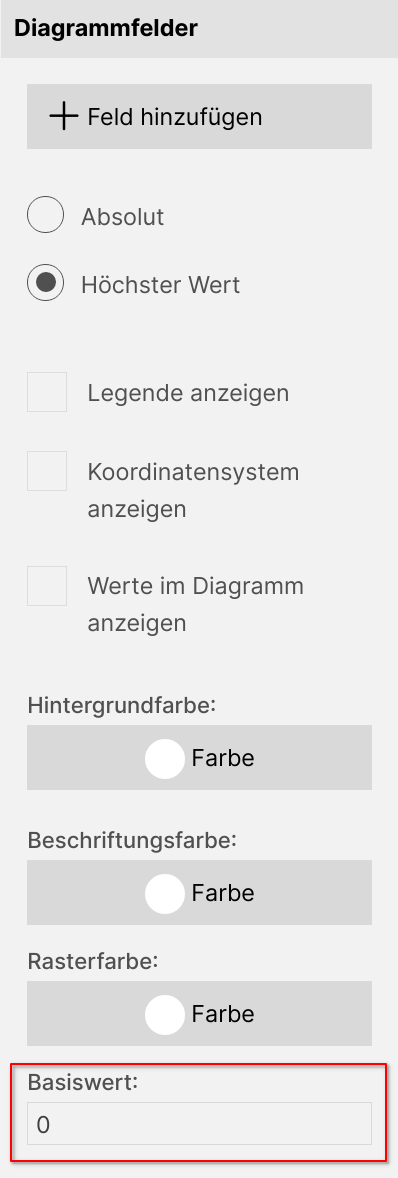 Diagrammfelder
Feld hinzufügen
Absolut
Höchster Wert
Legende anzeigen
Koordinatensystem
anzeigen
Werte im Diagramm
anzeigen
Hintergrundfarbe:
Farbe
Beschriftungsfarbe:
Farbe
Rasterfarbe:
Farbe
Basiswert:
0